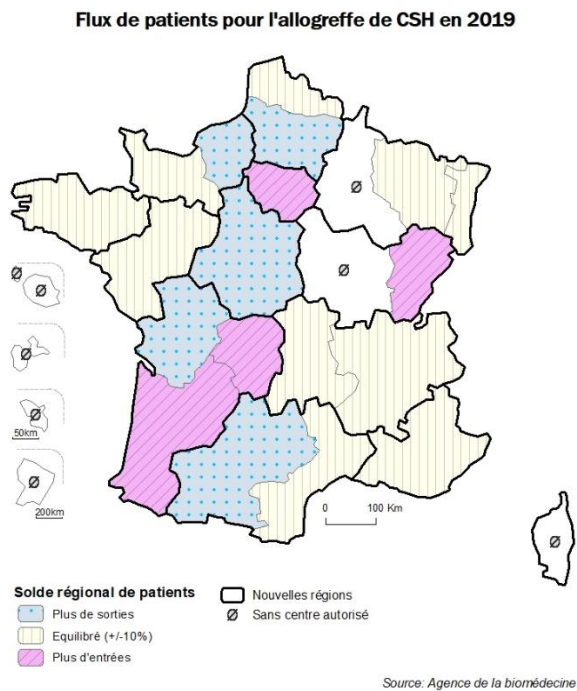 Flux de patients pour l'allogreffe de CSH en 2019
50km
200km
0 100 Km
Solde régional de patients
Plus de sorties
Equilibré (+/-10%)
Plus d'entrées
Nouvelles régions
Sans centre autorisé
Source: Agence de la biomédecine